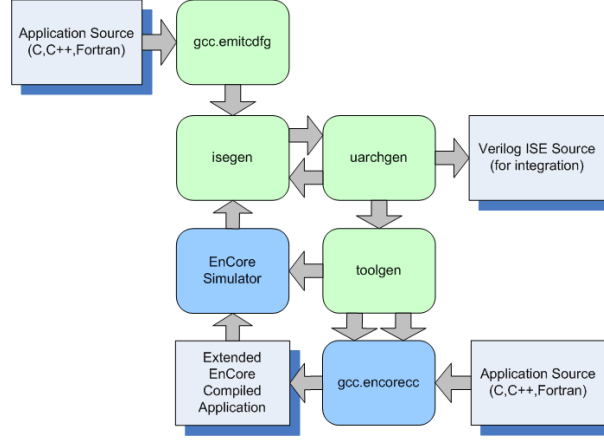 Application Source
(C,C++,Fortran)
gcc.emitcdfg
isegen
uarchgen
Verilog ISE Source
(for integration)
EnCore
Simulator
toolgen
Extended
EnCore
Compiled
Application
gcc.encorecc
Application Source
(C,C++,Fortran)